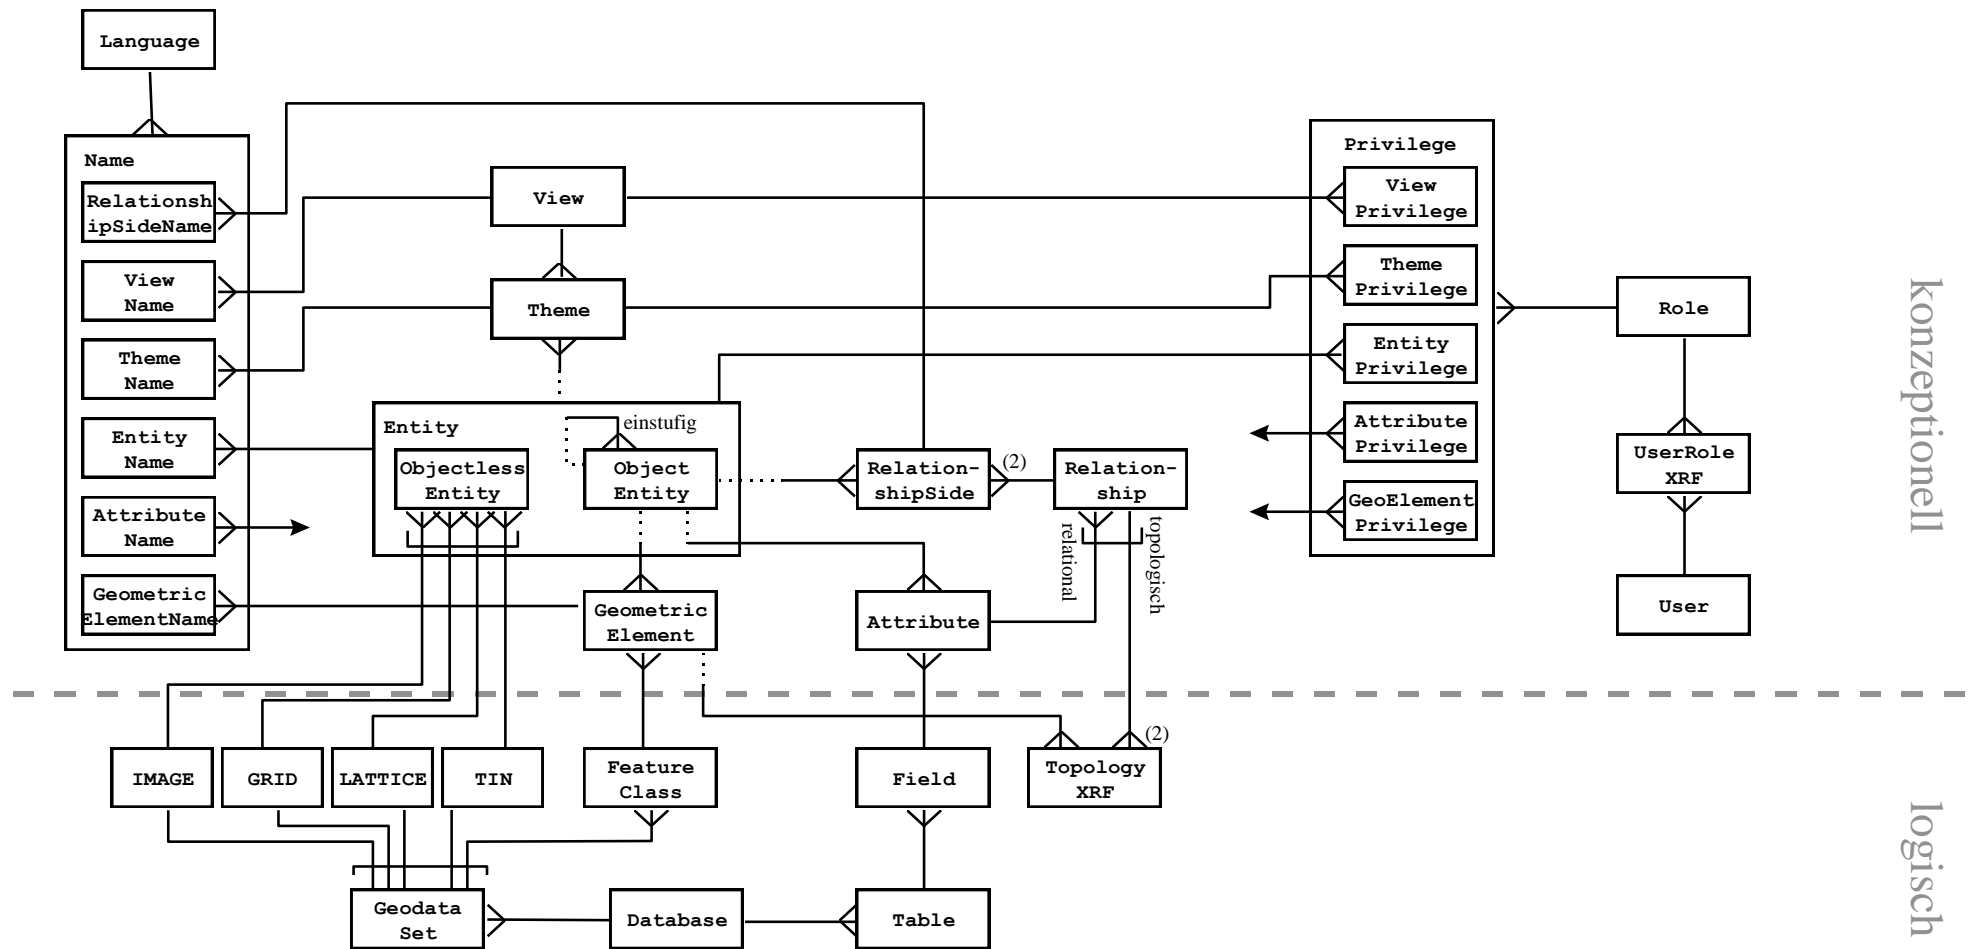 Language
Name
Relationsh
ipSideName
View
Name
Theme
Name
Entity
Name
Attribute
Name
Geometric
ElementName
View
Theme
Entity
einstufig
Objectless
Entity
Object
Entity
Relation-
shipSide
(2)
Relation-
ship
relational
topologisch
Geometric
Element
Attribute
Privilege
View
Privilege
Theme
Privilege
Entity
Privilege
Attribute
Privilege
GeoElement
Privilege
Role
UserRole
XRF
User
konzeptionell
IMAGE
GRID
LATTICE
TIN
Feature
Class
Field
(2)
Topology
XRF
Geodata
Set
Database
Table
logisch